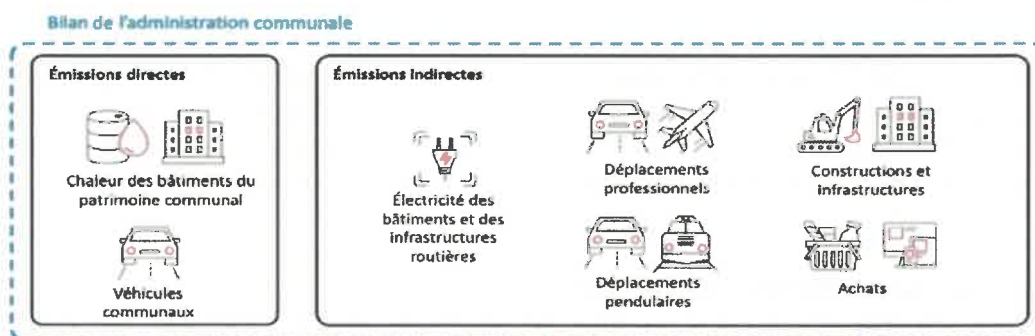 Bilan de l'administration communale
Émissions directes
Chaleur des bâtiments du
patrimoine communal
Véhicules
communaux
Émissions Indirectes
Électricité des
bâtiments et des
infrastructures
routières
Déplacements
professionnels
Déplacements
pendulaires
Constructions et
infrastructures
Achats